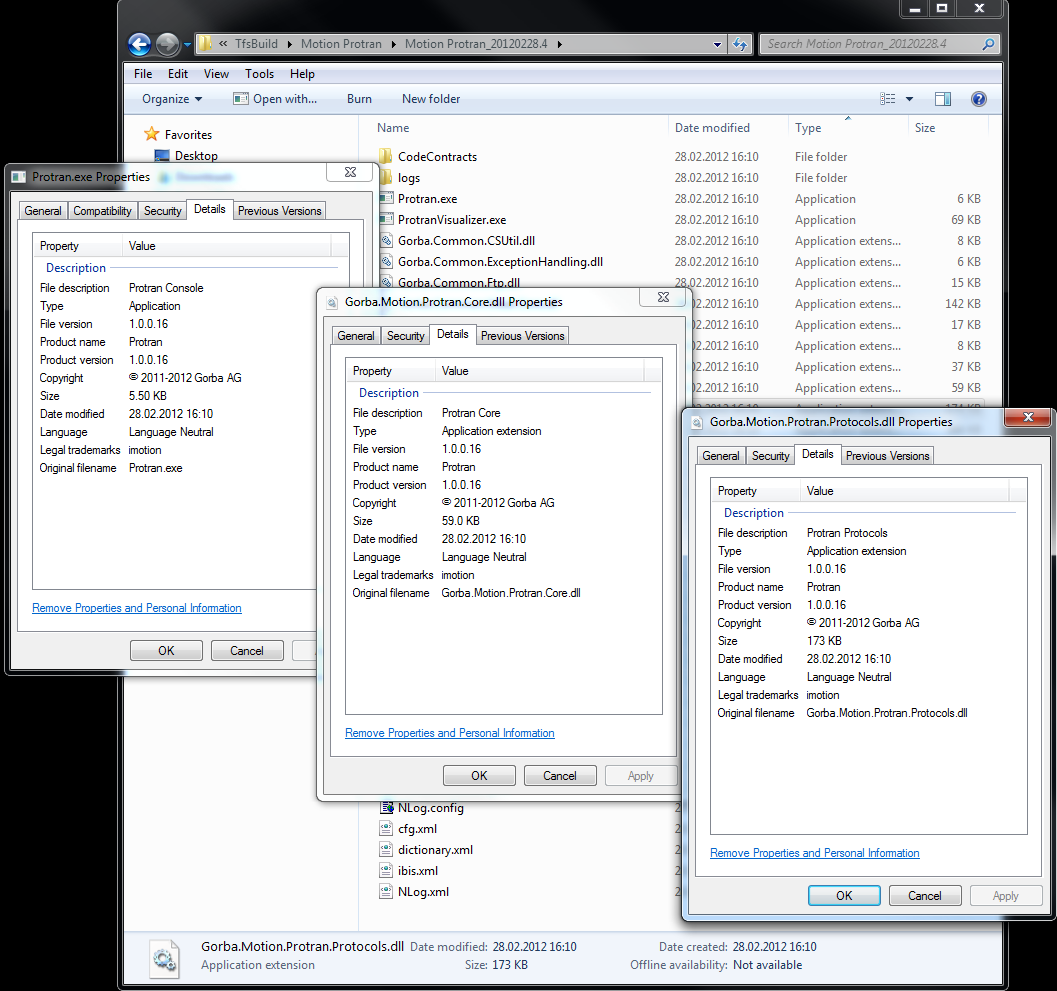 « TfsBuild ▸ Motion Protran ▸ Motion Protran_20120228.4 ▸
Search Motion Protran_20120228.4
File Edit View Tools Help
Organize Open with... Burn New folder
Favorites
Desktop
Downloads
Name Date modified Type Size
CodeContracts 28.02.2012 16:10 File folder
logs 28.02.2012 16:10 File folder
Protran.exe 28.02.2012 16:10 Application 6 KB
ProtranVisualizer.exe 28.02.2012 16:10 Application 69 KB
Gorba.Common.CSUtil.dll 28.02.2012 16:10 Application extens... 8 KB
Gorba.Common.ExceptionHandling.dll 28.02.2012 16:10 Application extens... 6 KB
Gorba.Common.Ftp.dll 28.02.2012 16:10 Application extens... 15 KB
02.2012 16:10 Application extens... 142 KB
02.2012 16:10 Application extens... 17 KB
02.2012 16:10 Application extens... 8 KB
02.2012 16:10 Application extens... 37 KB
02.2012 16:10 Application extens... 59 KB
02.2012 16:10 Application extens... 174 KB
Protran.exe Properties
General Compatibility Security Details Previous Versions
Property Value
Description
File description Protran Console
Type Application
File version 1.0.0.16
Product name Protran
Product version 1.0.0.16
Copyright © 2011-2012 Gorba AG
Size 5.50 KB
Date modified 28.02.2012 16:10
Language Language Neutral
Legal trademarks imotion
Original filename Protran.exe
Remove Properties and Personal Information
OK Cancel
Gorba.Motion.Protran.Core.dll Properties
General Security Details Previous Versions
Property Value
Description
File description Protran Core
Type Application extension
File version 1.0.0.16
Product name Protran
Product version 1.0.0.16
Copyright © 2011-2012 Gorba AG
Size 59.0 KB
Date modified 28.02.2012 16:10
Language Language Neutral
Legal trademarks imotion
Original filename Gorba.Motion.Protran.Core.dll
Remove Properties and Personal Information
OK Cancel Apply
Gorba.Motion.Protran.Protocols.dll Properties
General Security Details Previous Versions
Property Value
Description
File description Protran Protocols
Type Application extension
File version 1.0.0.16
Product name Protran
Product version 1.0.0.16
Copyright © 2011-2012 Gorba AG
Size 173 KB
Date modified 28.02.2012 16:10
Language Language Neutral
Legal trademarks imotion
Original filename Gorba.Motion.Protran.Protocols.dll
Remove Properties and Personal Information
OK Cancel Apply
NLog.config 2
cfg.xml 2
dictionary.xml 2
ibis.xml 2
NLog.xml 2
Gorba.Motion.Protran.Protocols.dll Date modified: 28.02.2012 16:10 Date created: 28.02.2012 16:10
Application extension Size: 173 KB Offline availability: Not available